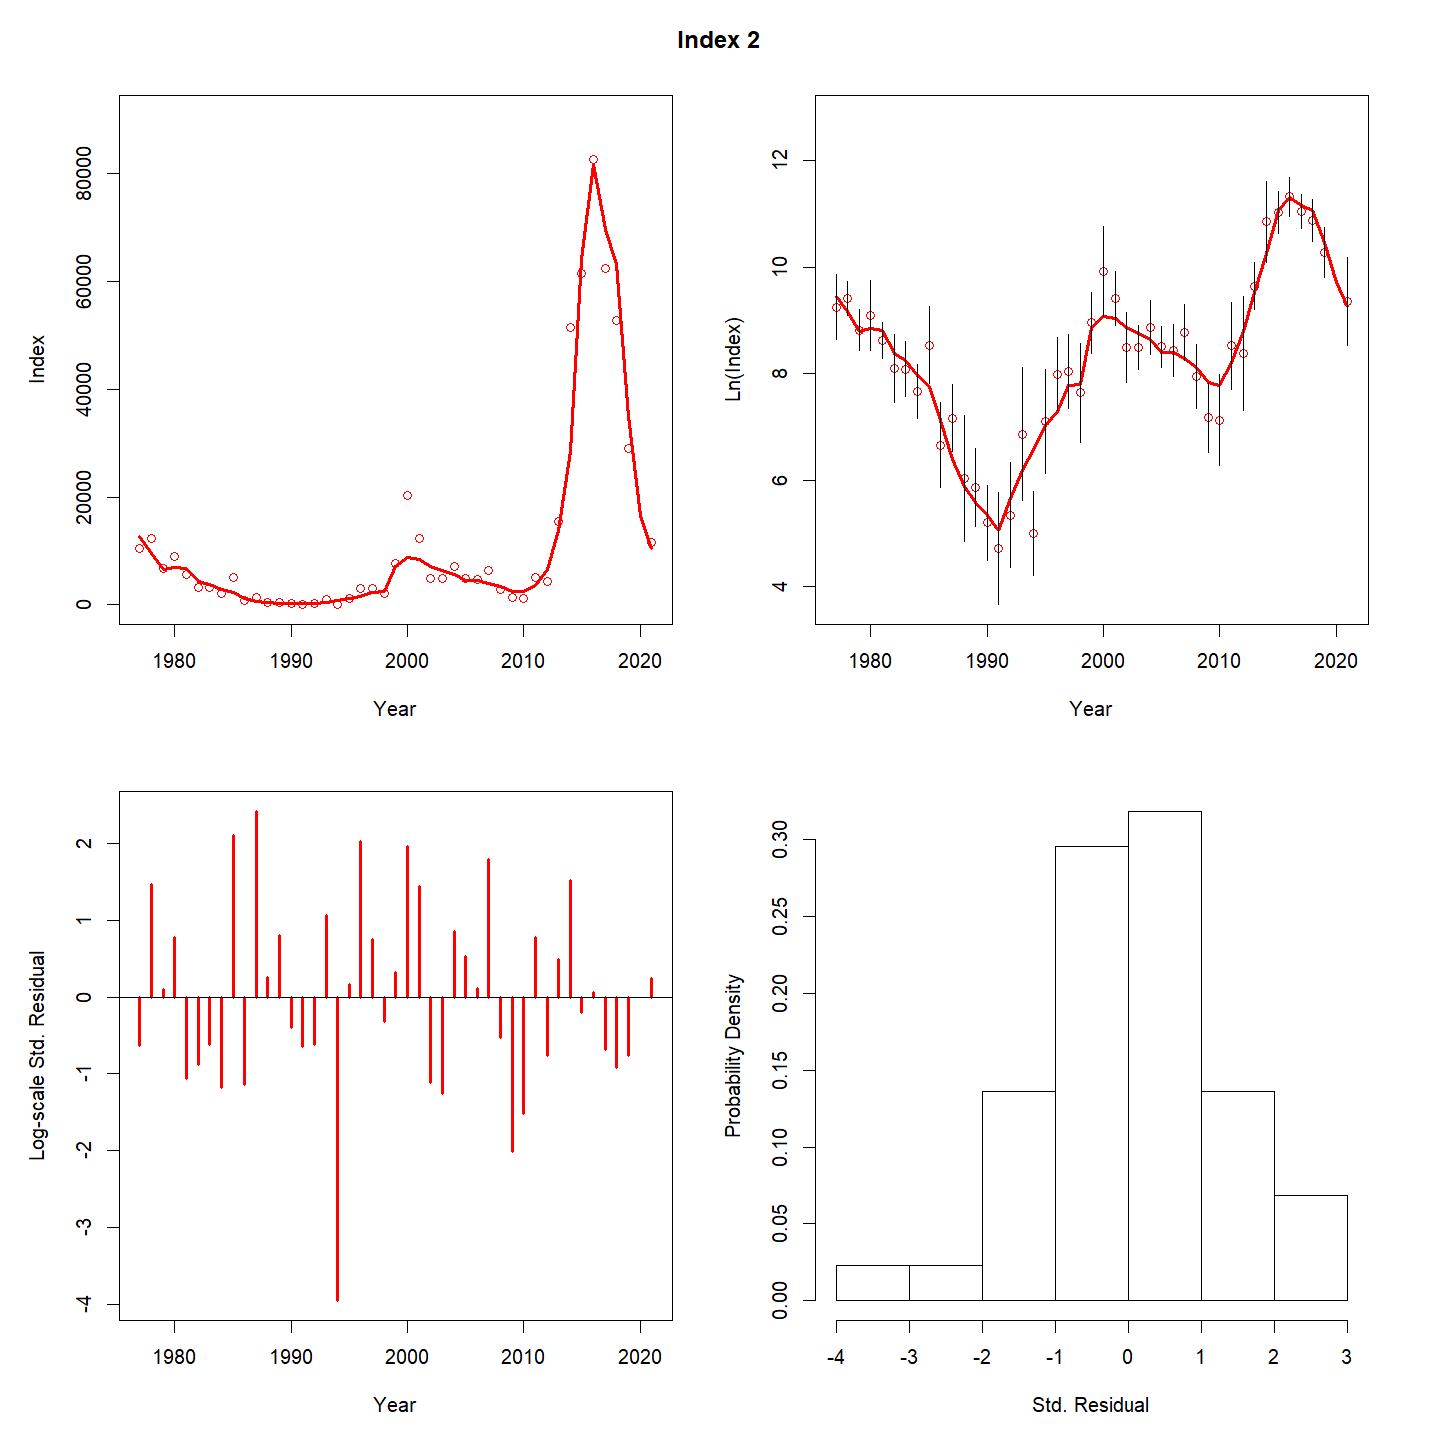 Index 2
Index
0
20000
40000
60000
80000
1980 1990 2000 2010 2020
Year
Ln(Index)
4
6
8
10
12
1980 1990 2000 2010 2020
Year
Log-scale Std. Residual
-4
-3
-2
-1
0
1
2
1980 1990 2000 2010 2020
Year
Probability Density
0.00
0.05
0.10
0.15
0.20
0.25
0.30
-4 -3 -2 -1 0 1 2 3
Std. Residual